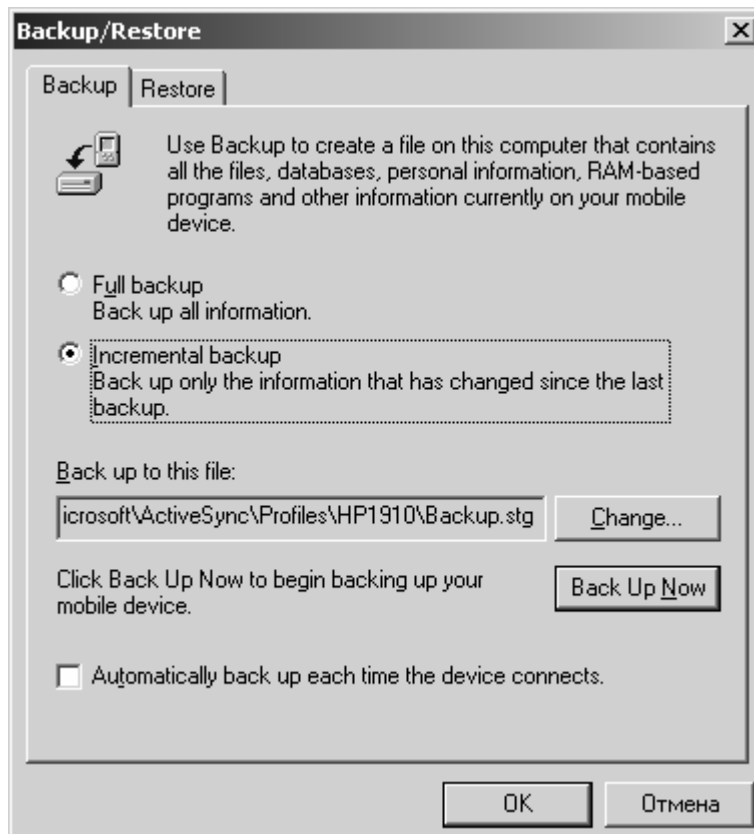 Backup/Restore
Backup
Restore
Use Backup to create a file on this computer that contains
all the files, databases, personal information, RAM-based
programs and other information currently on your mobile
device.
Full backup
Back up all information.
Incremental backup
Back up only the information that has changed since the last
backup.
Back up to this file:
icrosoft\ActiveSync\Profiles\HP1910\Backup.stg
Change...
Click Back Up Now to begin backing up your
mobile device.
Back Up Now
Automatically back up each time the device connects.
OK
Отмена